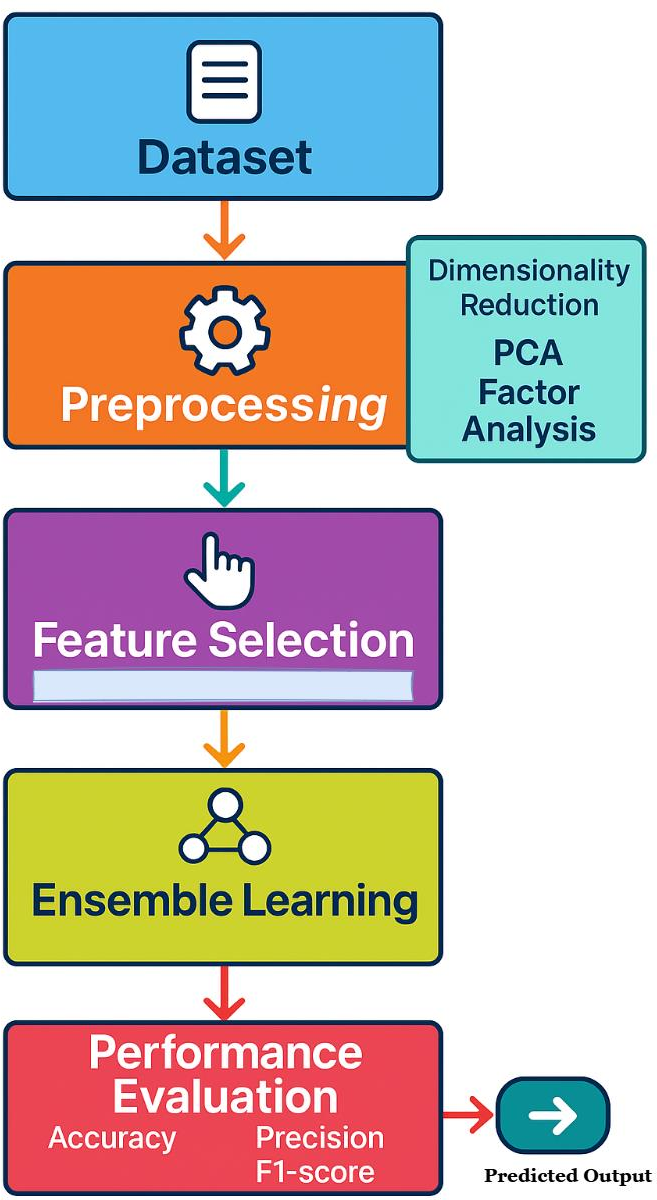 Dataset
Preprocessing
Dimensionality
Reduction
PCA
Factor
Analysis
Feature Selection
Ensemble Learning
Performance
Evaluation
Accuracy
Precision
F1-score
Predicted Output